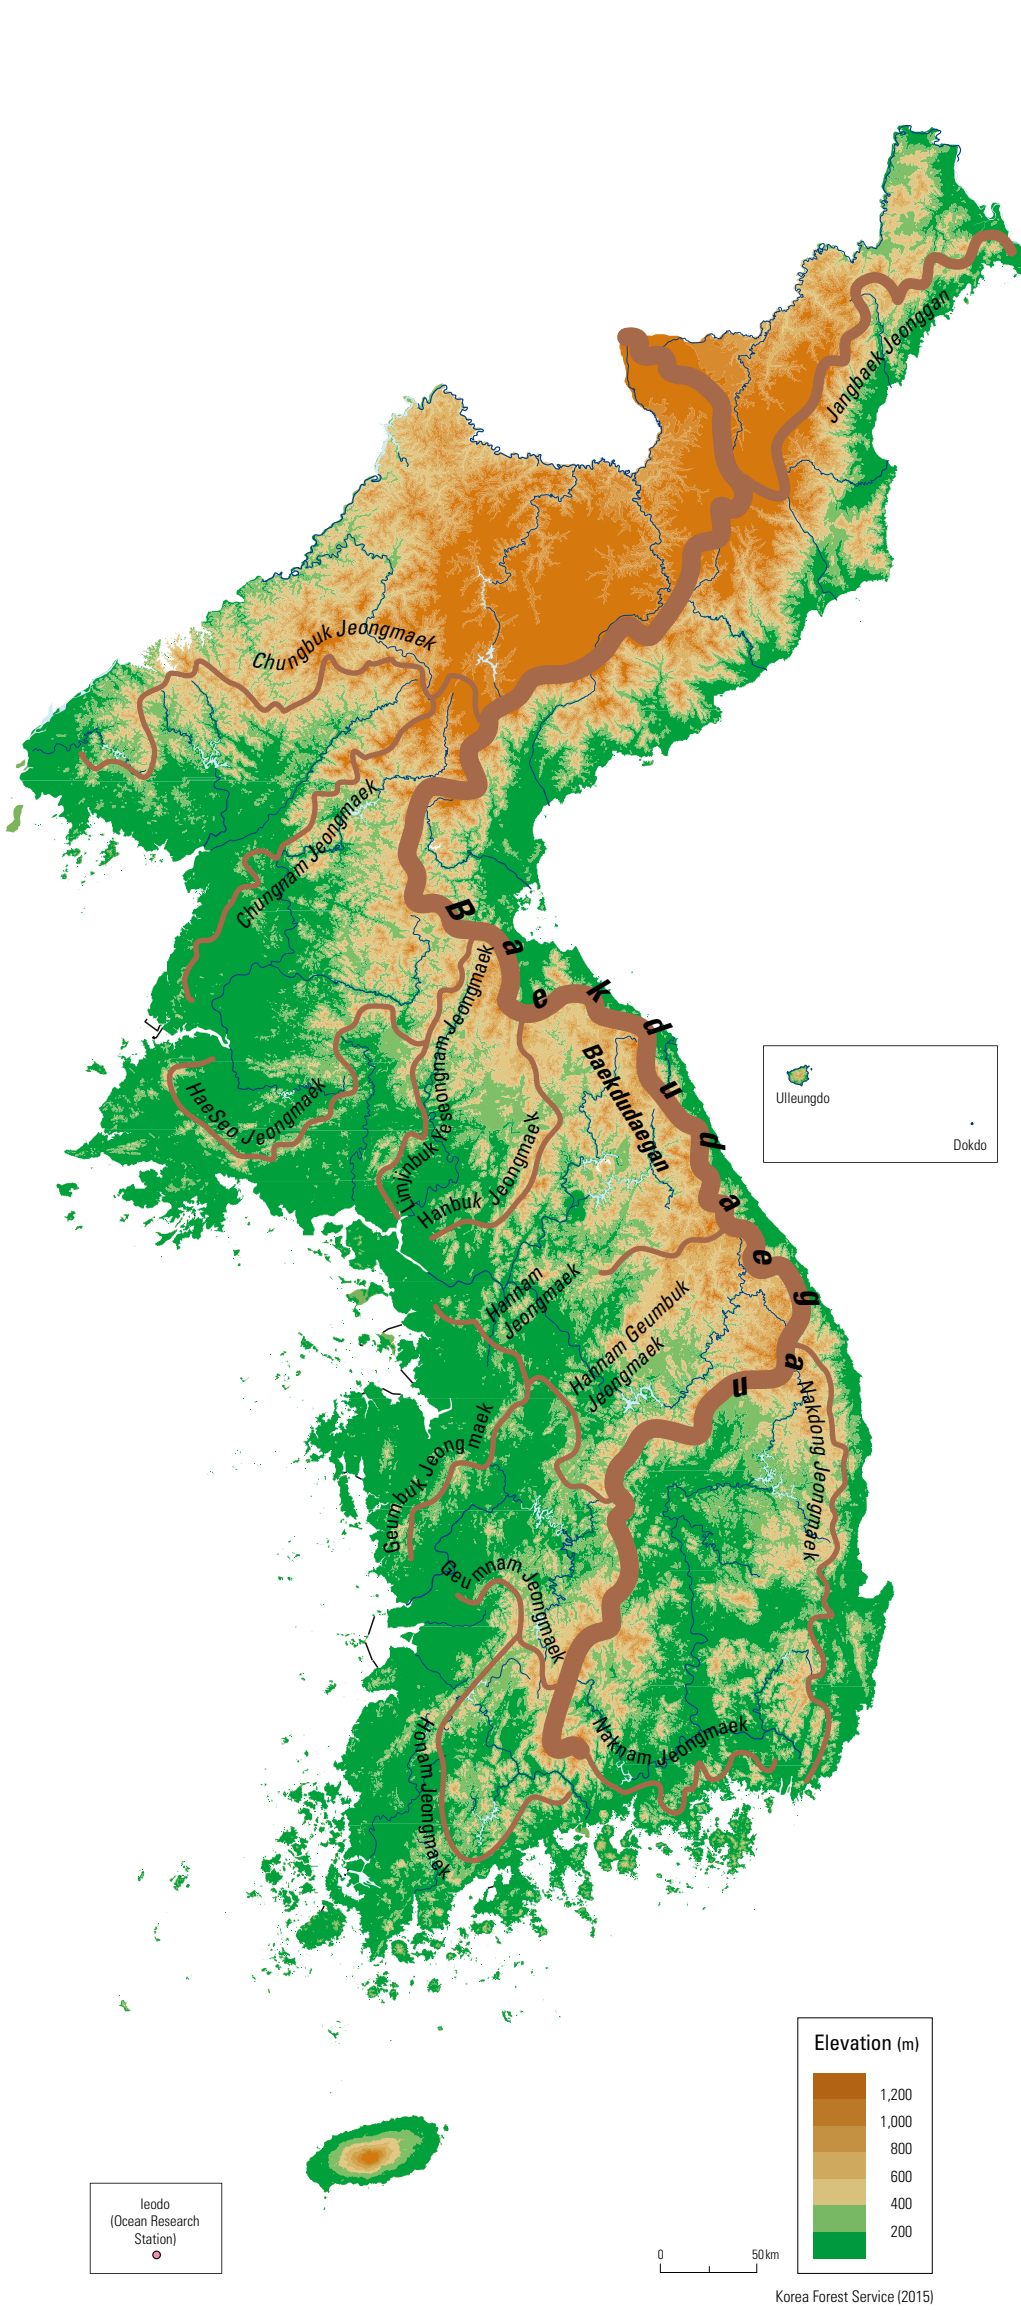 Jangbaek Jeonggan
Chungbuk Jeongmaek
Chungnam Jeongmaek
Baekdudaegan
Limjinbuk Yeseongnam Jeongmaek
Baekdudaegan
HaeSeo Jeongmaek
Hanbuk Jeongmaek
Ulleungdo
Dokdo
Hannam
Jeongmaek
Hannam Geumbuk
Jeongmaek
Nakdong Jeongmaek
Geumbuk Jeong maek
Geumnam Jeongmaek
Naknam Jeongmaek
Honam Jeongmaek
Elevation (m)
1,200
1,000
800
600
400
200
Ieodo
(Ocean Research
Station)
0 50 km
Korea Forest Service (2015)